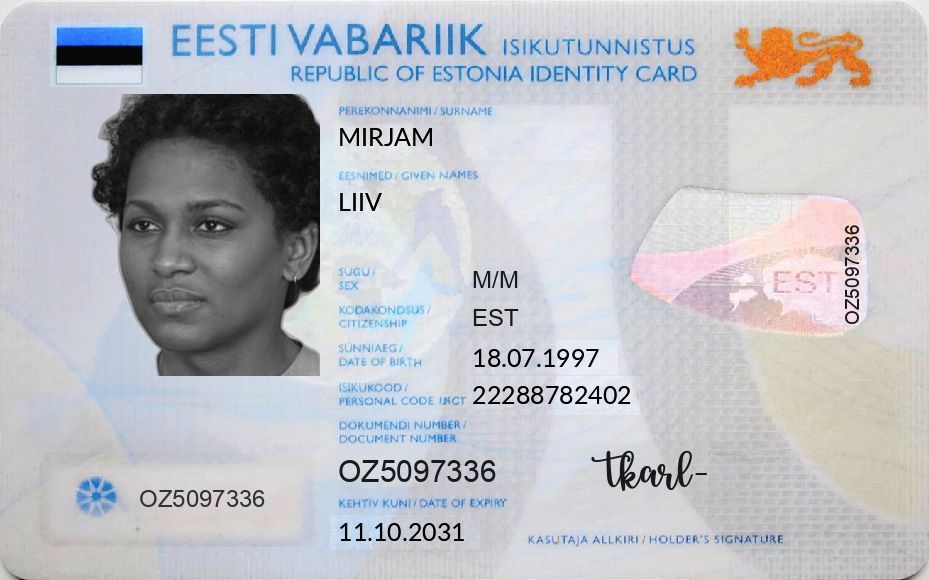 EESTI VABARIIK ISIKUTUNNISTUS
REPUBLIC OF ESTONIA IDENTITY CARD
PEREKONNANIMI / SURNAME
MIRJAM
EESNIMED / GIVEN NAMES
LIIV
SUGU /
SEX
M/M
KODAKONDSUS /
CITIZENSHIP
EST
SÜNNIAEG /
DATE OF BIRTH
18.07.1997
ISIKUKOOD /
PERSONAL CODE
22288782402
DOKUMENDI NUMBER /
DOCUMENT NUMBER
OZ5097336
KEHTIV KUNI / DATE OF EXPIRY
11.10.2031
OZ5097336
EST
OZ5097336
tkarl-
KASUTAJA ALLKIRI / HOLDER'S SIGNATURE